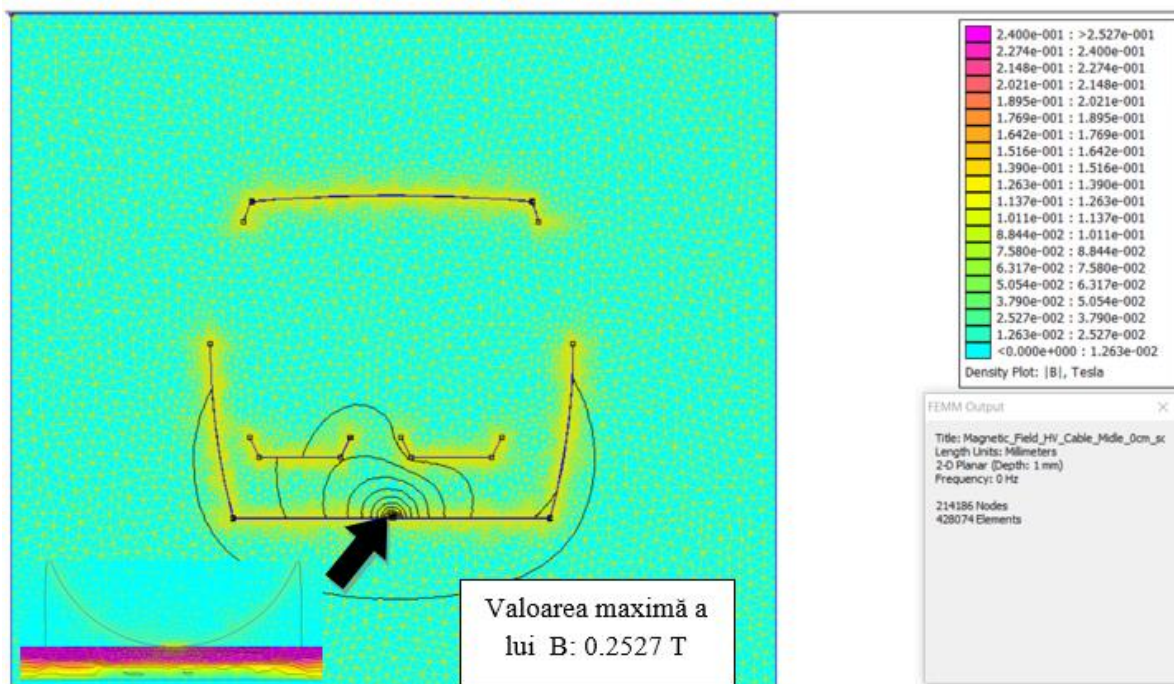 2.400e-001 : >2.527e-001
2.274e-001 : 2.400e-001
2.148e-001 : 2.274e-001
2.021e-001 : 2.148e-001
1.895e-001 : 2.021e-001
1.769e-001 : 1.895e-001
1.642e-001 : 1.769e-001
1.516e-001 : 1.642e-001
1.390e-001 : 1.516e-001
1.263e-001 : 1.390e-001
1.137e-001 : 1.263e-001
1.011e-001 : 1.137e-001
8.844e-002 : 1.011e-001
7.580e-002 : 8.844e-002
6.317e-002 : 7.580e-002
5.054e-002 : 6.317e-002
3.790e-002 : 5.054e-002
2.527e-002 : 3.790e-002
1.263e-002 : 2.527e-002
<0.000e+000 : 1.263e-002
Density Plot: |B|, Tesla
FEMM Output
Title: Magnetic_Field_HV_Cable_Midle_0cm_sc
Length Units: Millimeters
2-D Planar (Depth: 1 mm)
Frequency: 0 Hz
214186 Nodes
428074 Elements
Valoarea maximă a
lui B: 0.2527 T